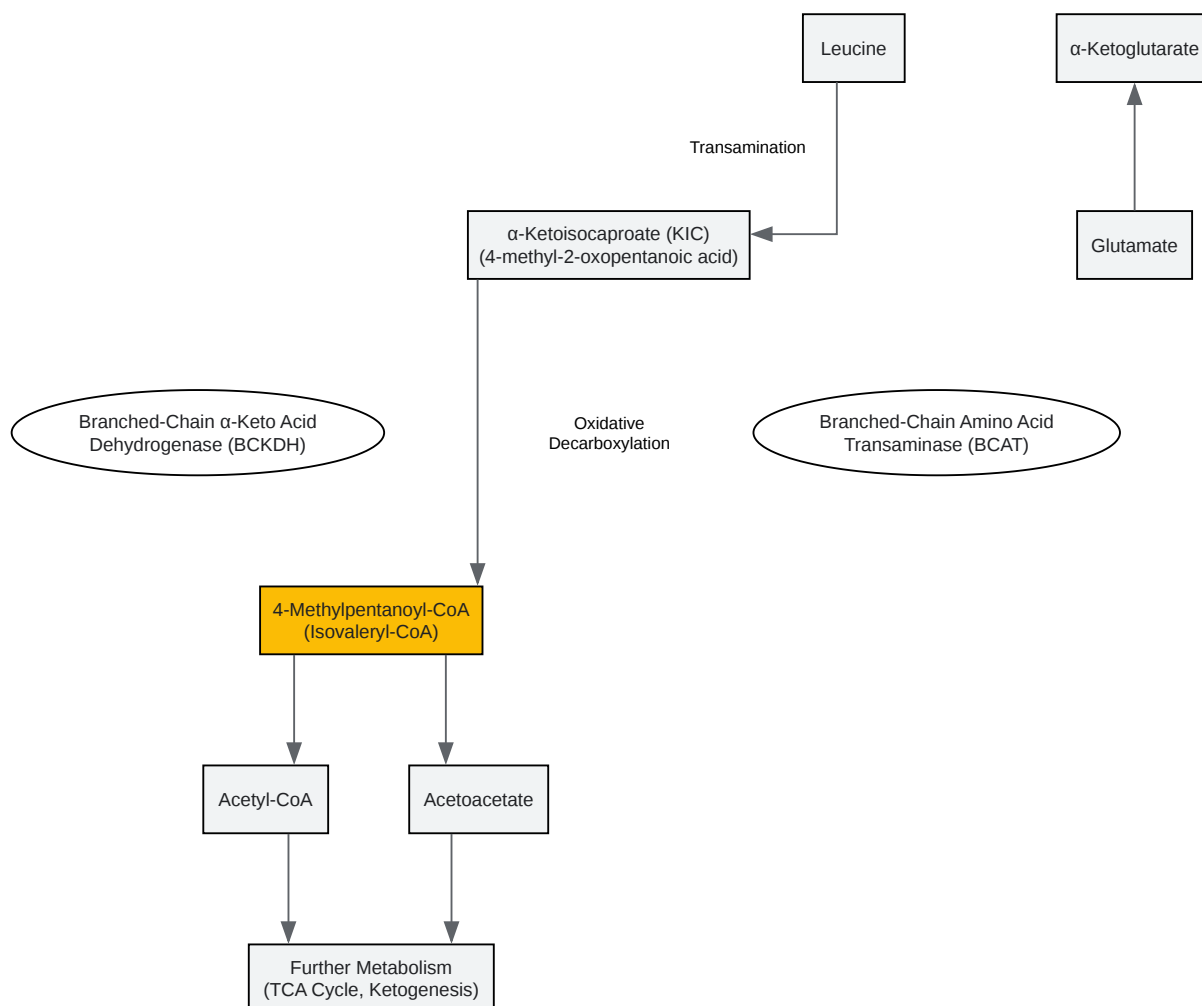 Leucine
α-Ketoglutarate
Transamination
α-Ketoisocaproate (KIC)
(4-methyl-2-oxopentanoic acid)
Glutamate
Branched-Chain α-Keto Acid
Dehydrogenase (BCKDH)
Oxidative
Decarboxylation
Branched-Chain Amino Acid
Transaminase (BCAT)
4-Methylpentanoyl-CoA
(Isovaleryl-CoA)
Acetyl-CoA
Acetoacetate
Further Metabolism
(TCA Cycle, Ketogenesis)